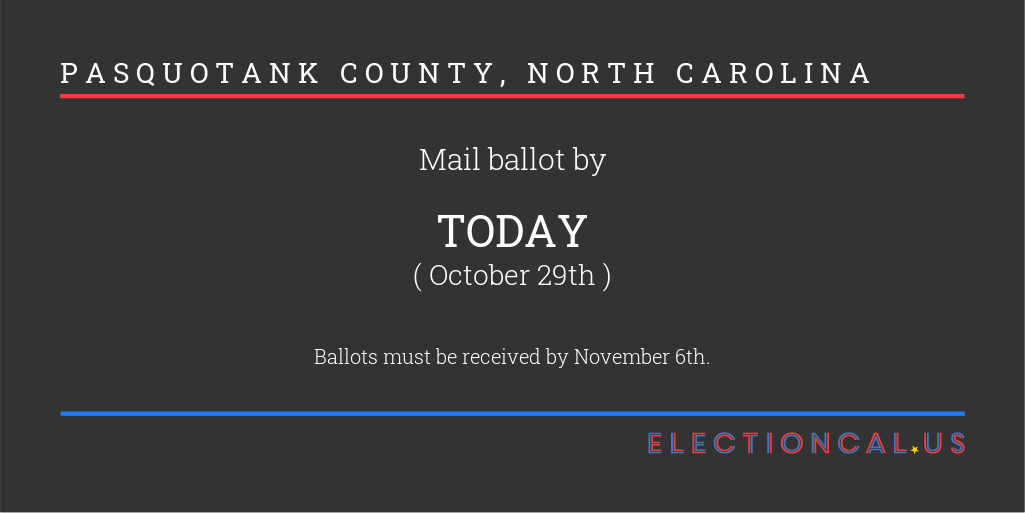 PASQUOTANK COUNTY, NORTH CAROLINA
Mail ballot by
TODAY
( October 29th )
Ballots must be received by November 6th.
ELECTIONCAL.US